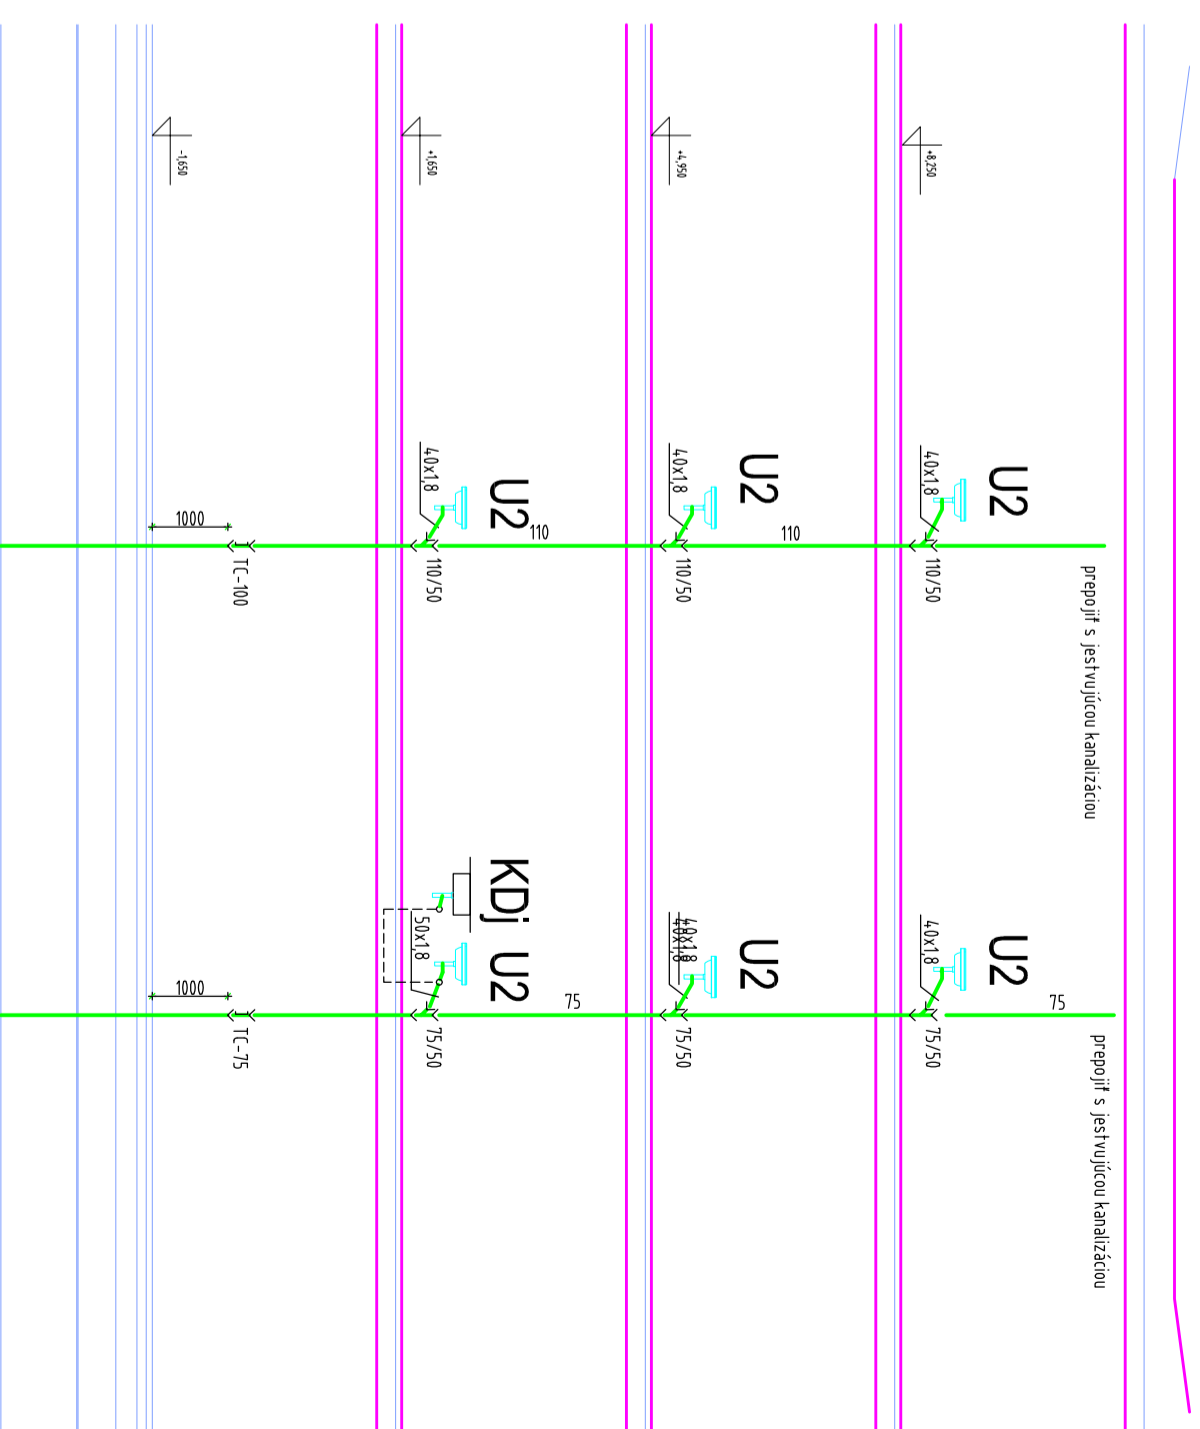 +8,250
U2
40x1,8
110/50
prepojiť s jestvujúcou kanalizáciou
U2
40x1,8
75/50
75
prepojiť s jestvujúcou kanalizáciou
+4,950
U2
40x1,8
110/50
110
U2
40x1,8
40x1,8
75/50
+1,650
U2
40x1,8
110/50
110
KDj U2
50x1,8
75/50
75
-1,650
1000
TC-100
1000
TC-75